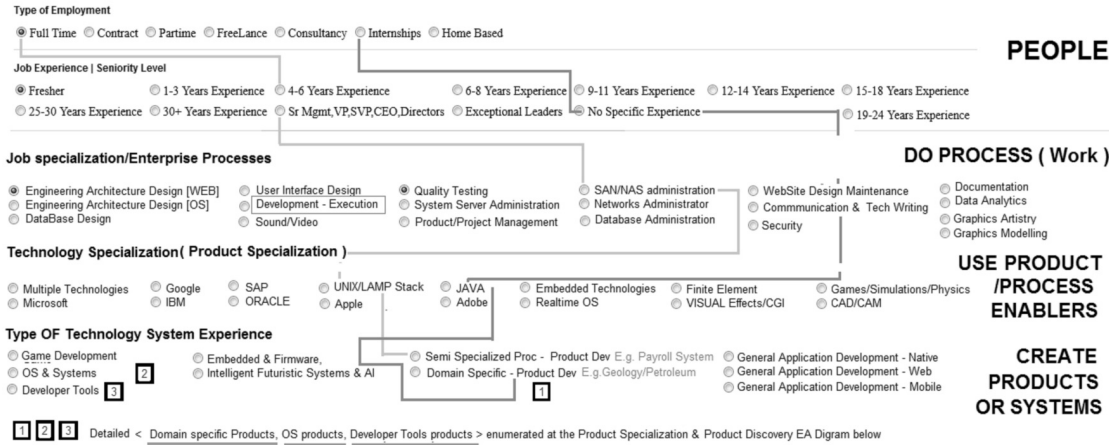 Type of Employment
Full Time Contract Partime FreeLance Consultancy Internships Home Based
PEOPLE
Job Experience | Seniority Level
Fresher 1-3 Years Experience 4-6 Years Experience 6-8 Years Experience 9-11 Years Experience 12-14 Years Experience 15-18 Years Experience
25-30 Years Experience 30+ Years Experience Sr Mgmt,VP,SVP,CEO,Directors Exceptional Leaders No Specific Experience 19-24 Years Experience
Job specialization/Enterprise Processes
DO PROCESS ( Work )
Engineering Architecture Design [WEB] User Interface Design Quality Testing SAN/NAS administration WebSite Design Maintenance Documentation
Engineering Architecture Design [OS] Development - Execution System Server Administration Networks Administrator Commmunication & Tech Writing Data Analytics
DataBase Design Sound/Video Product/Project Management Database Administration Security Graphics Artistry
Graphics Modelling
Technology Specialization( Product Specialization )
USE PRODUCT
/PROCESS
ENABLERS
Multiple Technologies Google SAP UNIX/LAMP Stack JAVA Embedded Technologies Finite Element Games/Simulations/Physics
Microsoft IBM ORACLE Apple Adobe Realtime OS VISUAL Effects/CGI CAD/CAM
Type OF Technology System Experience
CREATE
PRODUCTS
OR SYSTEMS
Game Development Embedded & Firmware, Semi Specialized Proc - Product Dev E.g. Payroll System General Application Development - Native
OS & Systems 2 Intelligent Futuristic Systems & AI Domain Specific - Product Dev E.g.Geology/Petroleum General Application Development - Web
Developer Tools 3 1 General Application Development - Mobile
1 2 3 Detailed < Domain specific Products, OS products, Developer Tools products > enumerated at the Product Specialization & Product Discovery EA Digram below